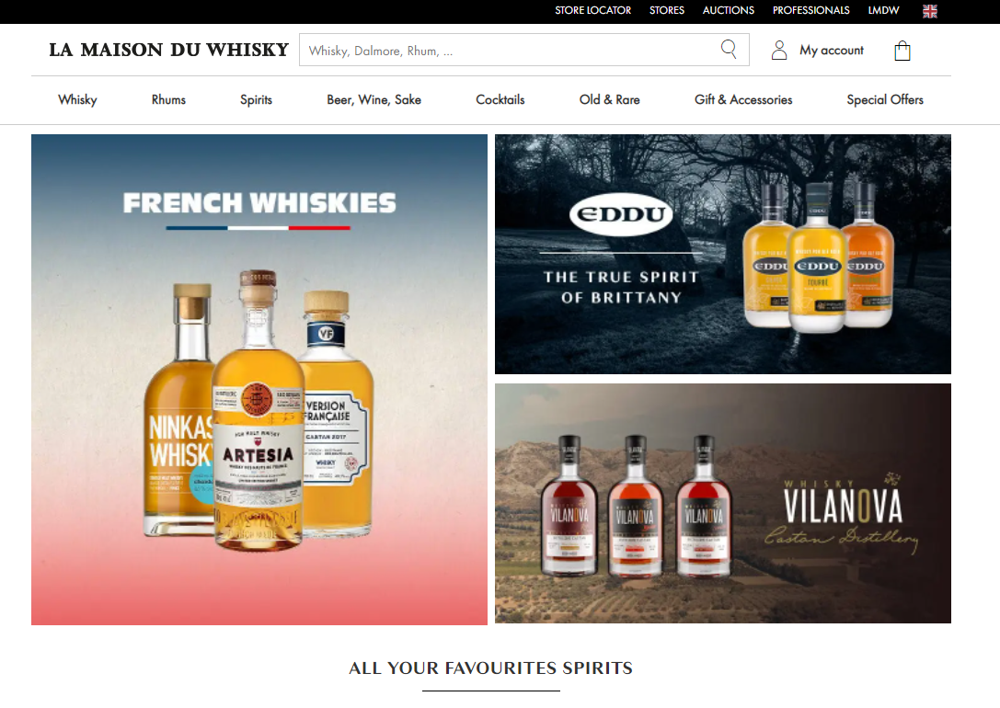 STORE LOCATOR STORES AUCTIONS PROFESSIONALS LMDW
LA MAISON DU WHISKY
Whisky, Dalmore, Rhum, ...
My account
Whisky Rhums Spirits Beer, Wine, Sake Cocktails Old & Rare Gift & Accessories Special Offers
FRENCH WHISKIES
NINKAS
WHISK
VF
ARTESIA
VERSION
FRANÇAISE
CASTAN 2017
WHISKY
EDDU
THE TRUE SPIRIT
OF BRITTANY
EDDU
EDDU
EDDU
TOURBÉ
VILANOVA
VILANOVA
VILANOVA
WHISKY
VILANOVA
Castan Distillery
ALL YOUR FAVOURITES SPIRITS